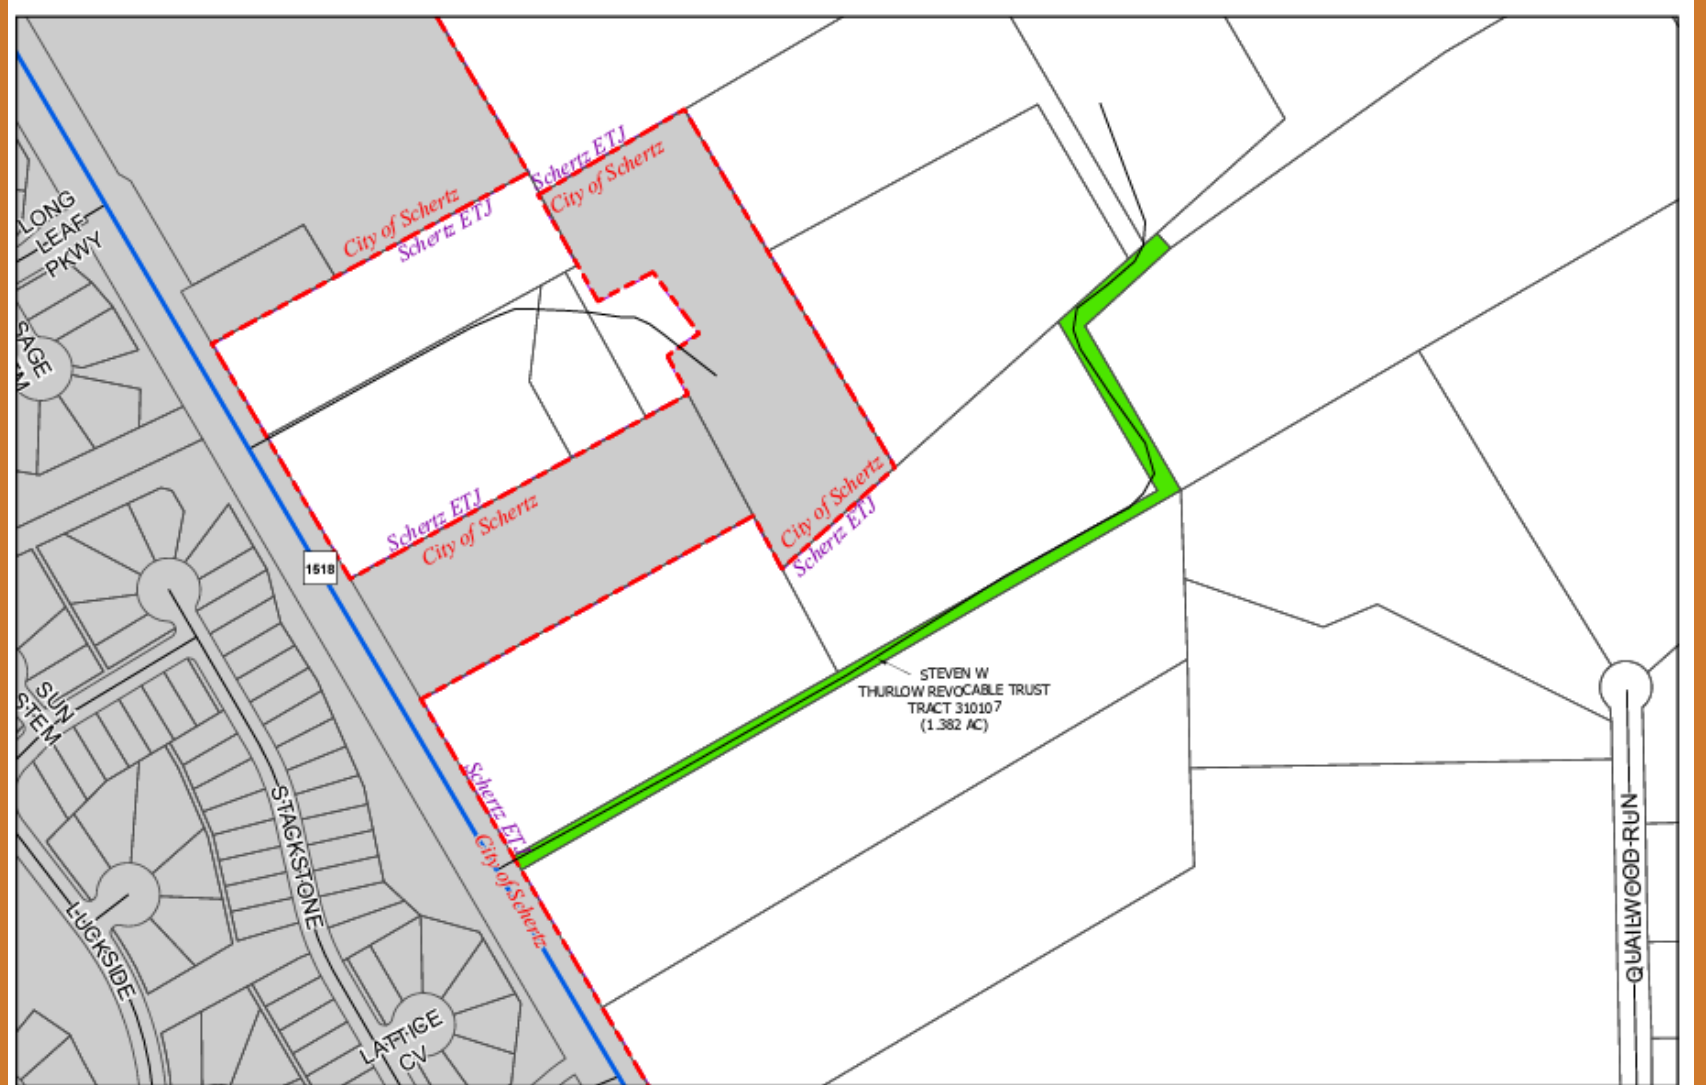 Schertz ETJ
City of Schertz
City of Schertz
Schertz ETJ
LONG
LEAF
PKWY
SAGE
Schertz ETJ
City of Schertz
City of Schertz
Schertz ETJ
1518
SUN
STEM
STEVEN W
THURLOW REVOCABLE TRUST
TRACT 310107
(1.382 AC)
Schertz ETJ
City of Schertz
STACKSTONE
LUCKSIDE
LATTICE
CV
QUAILWOOD RUN